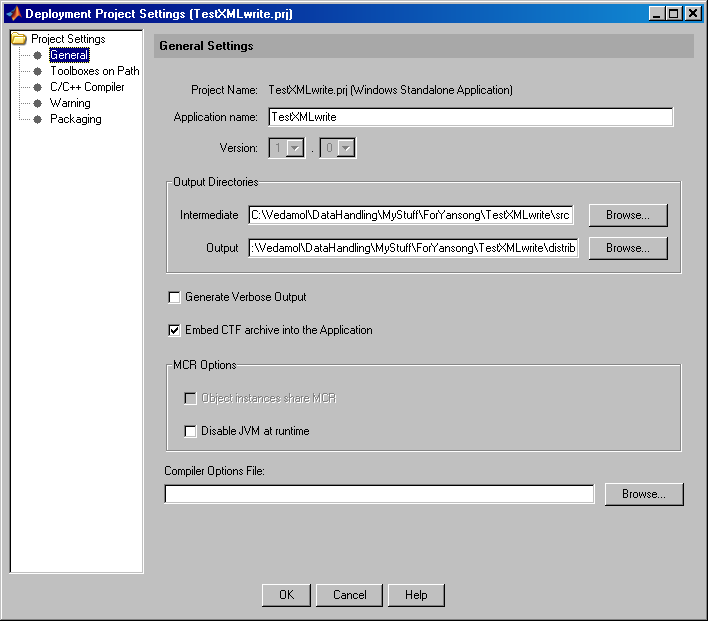 Deployment Project Settings (TestXMLwrite.prj)
Project Settings
General
Toolboxes on Path
C/C++ Compiler
Warning
Packaging
General Settings
Project Name: TestXMLwrite.prj (Windows Standalone Application)
Application name: TestXMLwrite
Version: 1 . 0
Output Directories
Intermediate C:\Vedamol\DataHandling\MyStuff\ForYansong\TestXMLwrite\src Browse...
Output :\Vedamol\DataHandling\MyStuff\ForYansong\TestXMLwrite\distrib Browse...
Generate Verbose Output
Embed CTF archive into the Application
MCR Options
Object instances share MCR
Disable JVM at runtime
Compiler Options File:
Browse...
OK Cancel Help